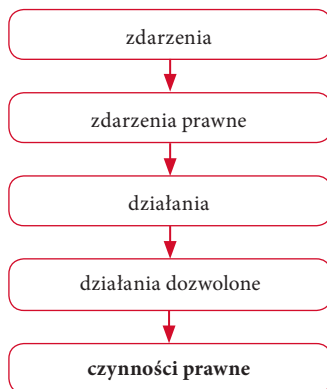 zdarzenia
zdarzenia prawne
działania
działania dozwolone
czynności prawne